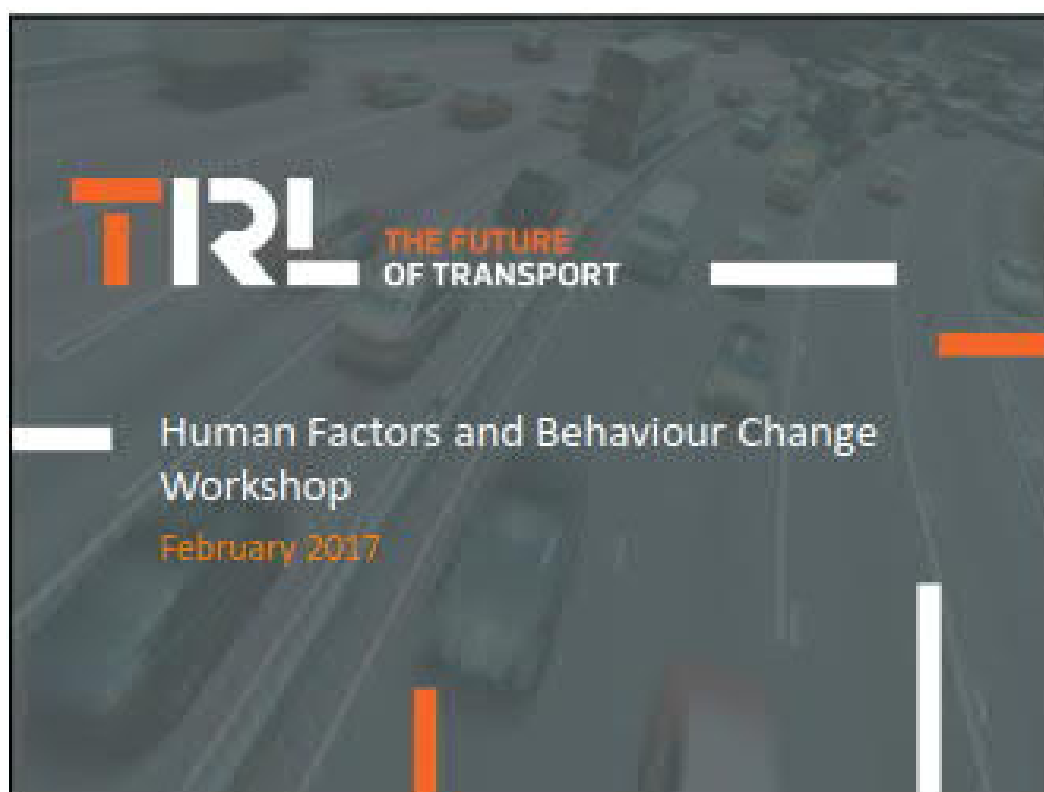 TRL
THE FUTURE
OF TRANSPORT
Human Factors and Behaviour Change
Workshop
February 2017